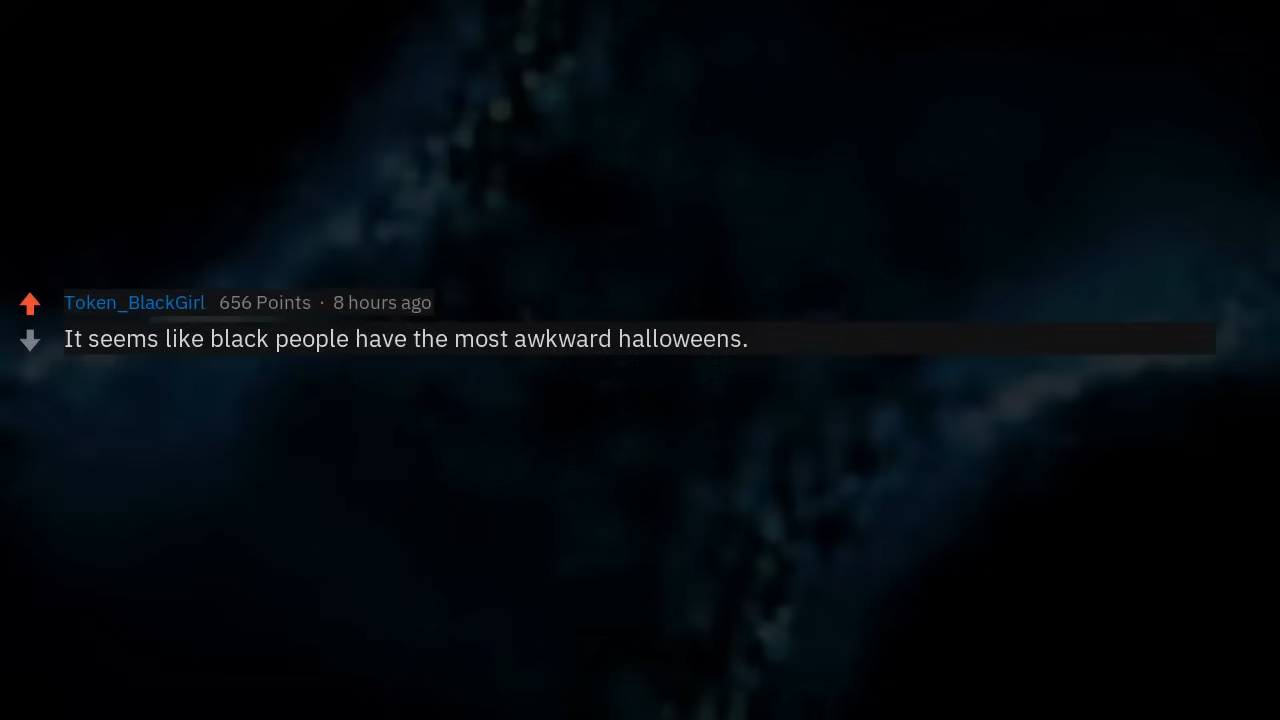 Token_BlackGirl 656 Points · 8 hours ago
It seems like black people have the most awkward halloweens.